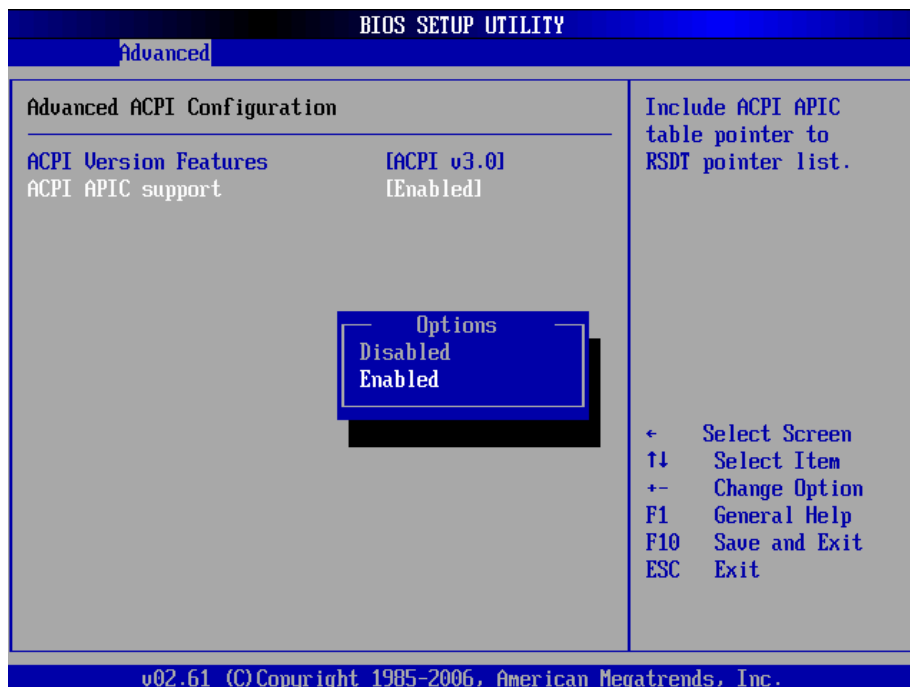 BIOS SETUP UTILITY
Advanced
Advanced ACPI Configuration
ACPI Version Features [ACPI v3.0]
ACPI APIC support [Enabled]
Options
Disabled
Enabled
Include ACPI APIC
table pointer to
RSDT pointer list.
← Select Screen
↑↓ Select Item
+- Change Option
F1 General Help
F10 Save and Exit
ESC Exit
v02.61 (C)Copyright 1985-2006, American Megatrends, Inc.